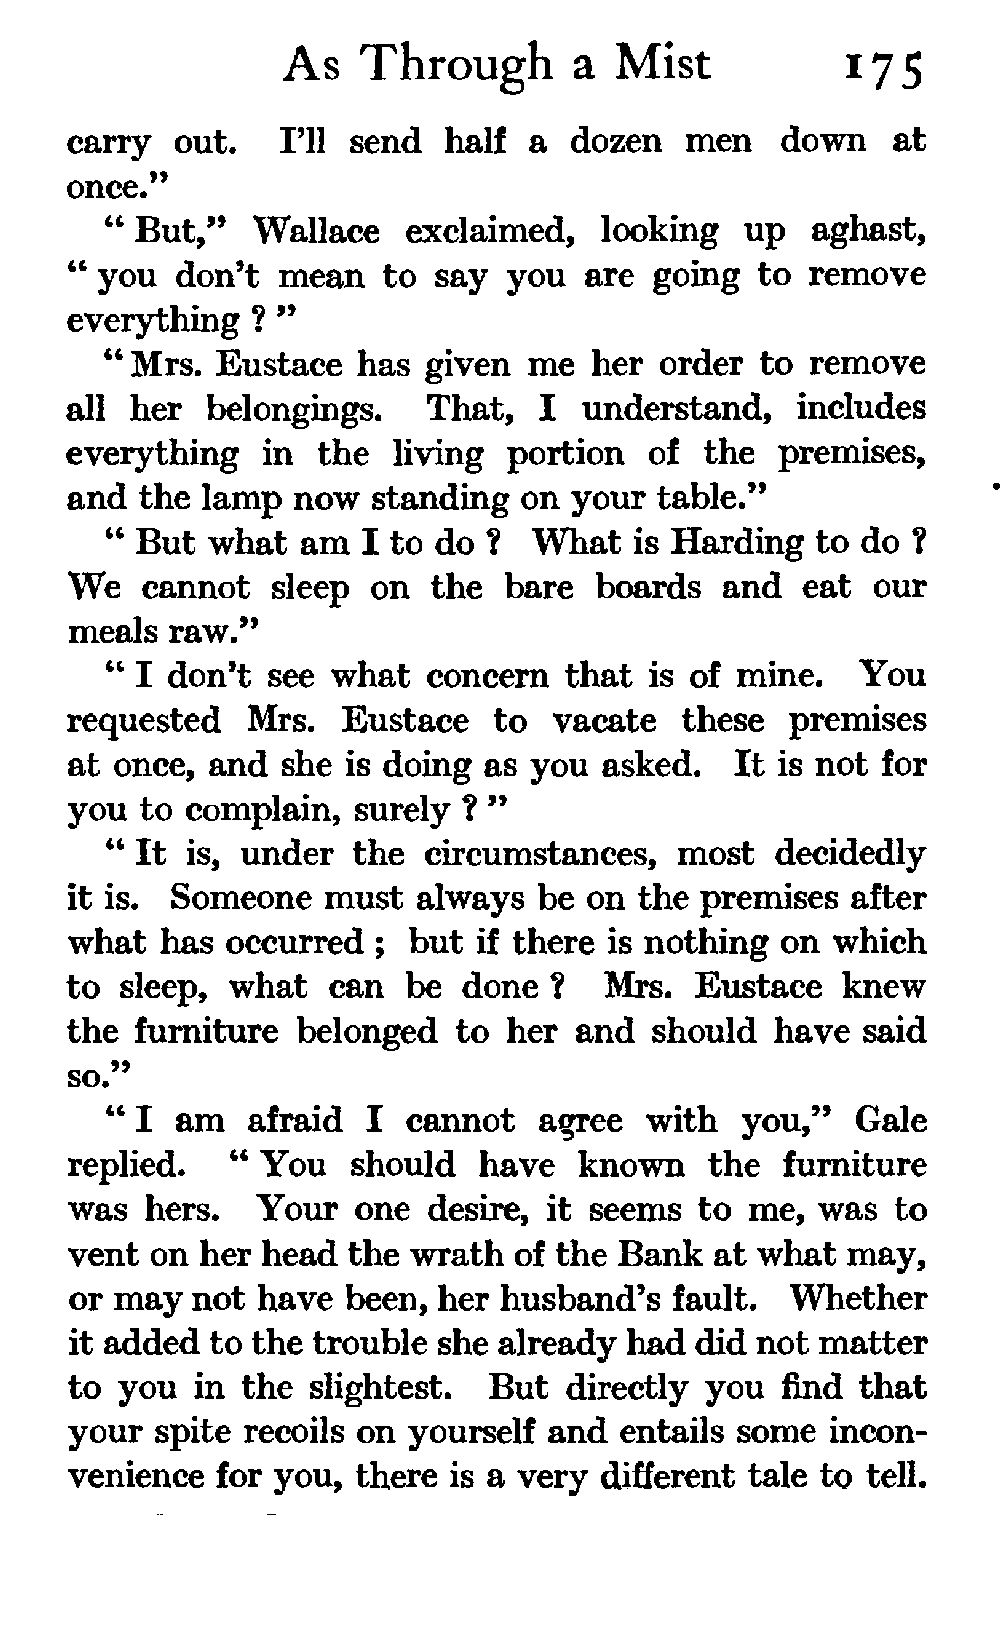 As Through a Mist 175
carry out. I'll send half a dozen men down at
once."
"But," Wallace exclaimed, looking up aghast,
"you don't mean to say you are going to remove
everything?"
"Mrs. Eustace has given me her order to remove
all her belongings. That, I understand, includes
everything in the living portion of the premises,
and the lamp now standing on your table."
"But what am I to do? What is Harding to do?
We cannot sleep on the bare boards and eat our
meals raw."
"I don't see what concern that is of mine. You
requested Mrs. Eustace to vacate these premises
at once, and she is doing as you asked. It is not for
you to complain, surely?"
"It is, under the circumstances, most decidedly
it is. Someone must always be on the premises after
what has occurred; but if there is nothing on which
to sleep, what can be done? Mrs. Eustace knew
the furniture belonged to her and should have said
so."
"I am afraid I cannot agree with you," Gale
replied. "You should have known the furniture
was hers. Your one desire, it seems to me, was to
vent on her head the wrath of the Bank at what may,
or may not have been, her husband's fault. Whether
it added to the trouble she already had did not matter
to you in the slightest. But directly you find that
your spite recoils on yourself and entails some incon-
venience for you, there is a very different tale to tell.